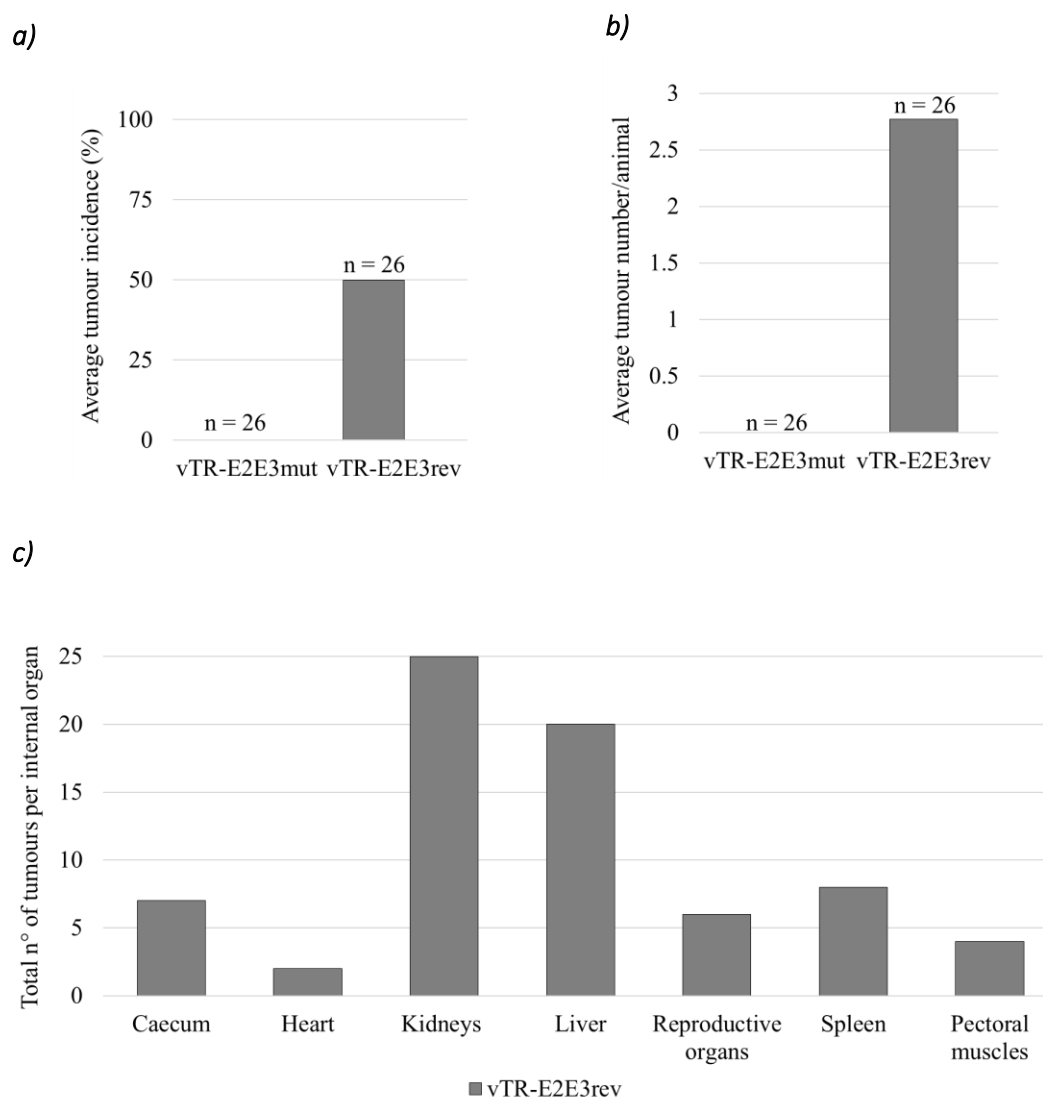 a)
Average tumour incidence (%)
100
75
50
25
0
n = 26
n = 26
vTR-E2E3mut vTR-E2E3rev
b)
Average tumour number/animal
3
2.5
2
1.5
1
0.5
0
n = 26
n = 26
vTR-E2E3mut vTR-E2E3rev
c)
Total n° of tumours per internal organ
25
20
15
10
5
0
Caecum
Heart
Kidneys
Liver
Reproductive
organs
Spleen
Pectoral
muscles
vTR-E2E3rev